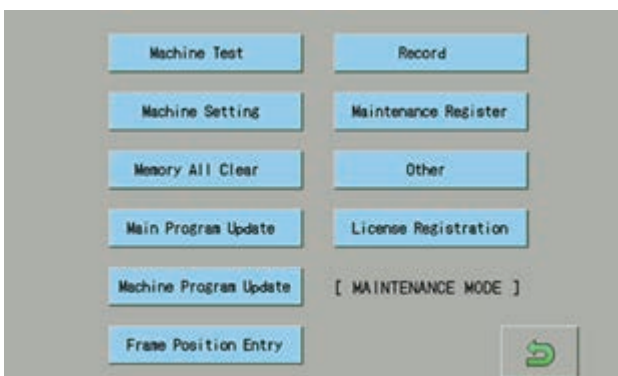 Machine Test
Record
Machine Setting
Maintenance Register
Memory All Clear
Other
Main Program Update
License Registration
Machine Program Update
[ MAINTENANCE MODE ]
Frame Position Entry